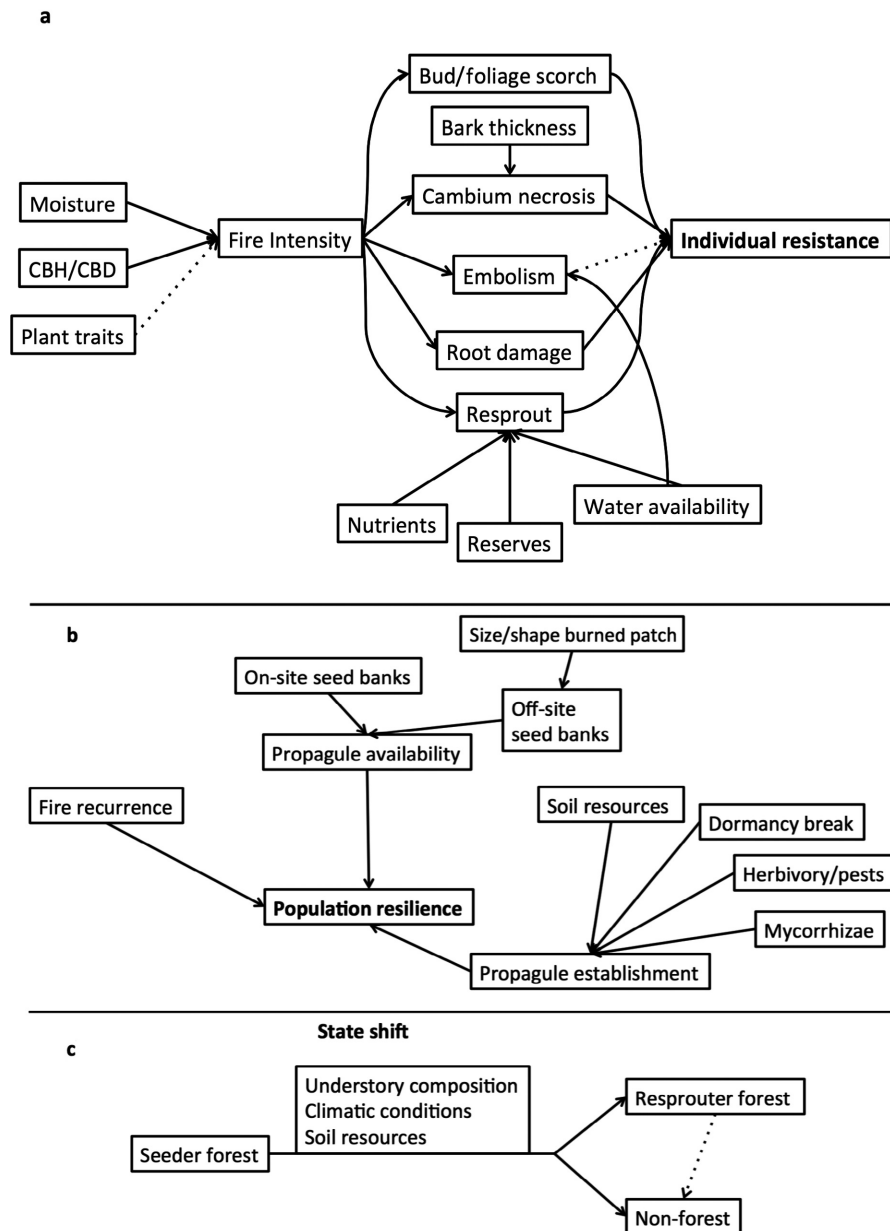 a
Bud/foliage scorch
Bark thickness
Moisture
Cambium necrosis
Fire Intensity
Individual resistance
CBH/CBD
Embolism
Plant traits
Root damage
Resprout
Nutrients
Reserves
Water availability
b
Size/shape burned patch
On-site seed banks
Off-site
seed banks
Propagule availability
Fire recurrence
Soil resources
Dormancy break
Herbivory/pests
Population resilience
Mycorrhizae
Propagule establishment
c
State shift
Understory composition
Climatic conditions
Soil resources
Seeder forest
Resprouter forest
Non-forest